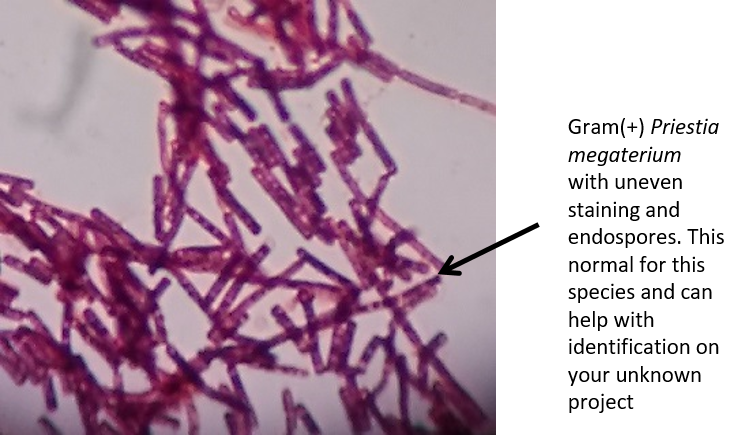 Gram(+) Priestia
megaterium
with uneven
staining and
endospores. This
normal for this
species and can
help with
identification on
your unknown
project